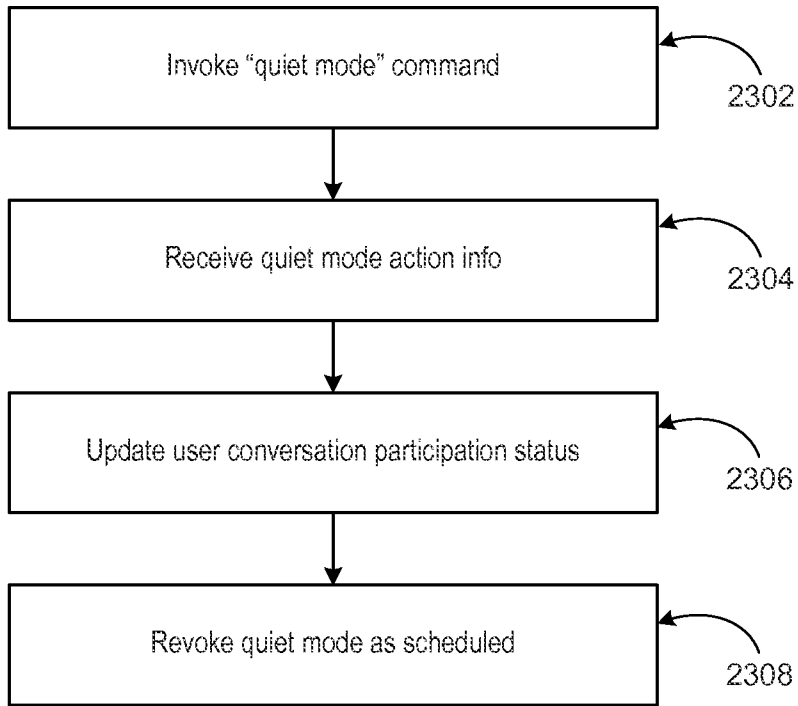 Invoke “quiet mode” command
2302
Receive quiet mode action info
2304
Update user conversation participation status
2306
Revoke quiet mode as scheduled
2308